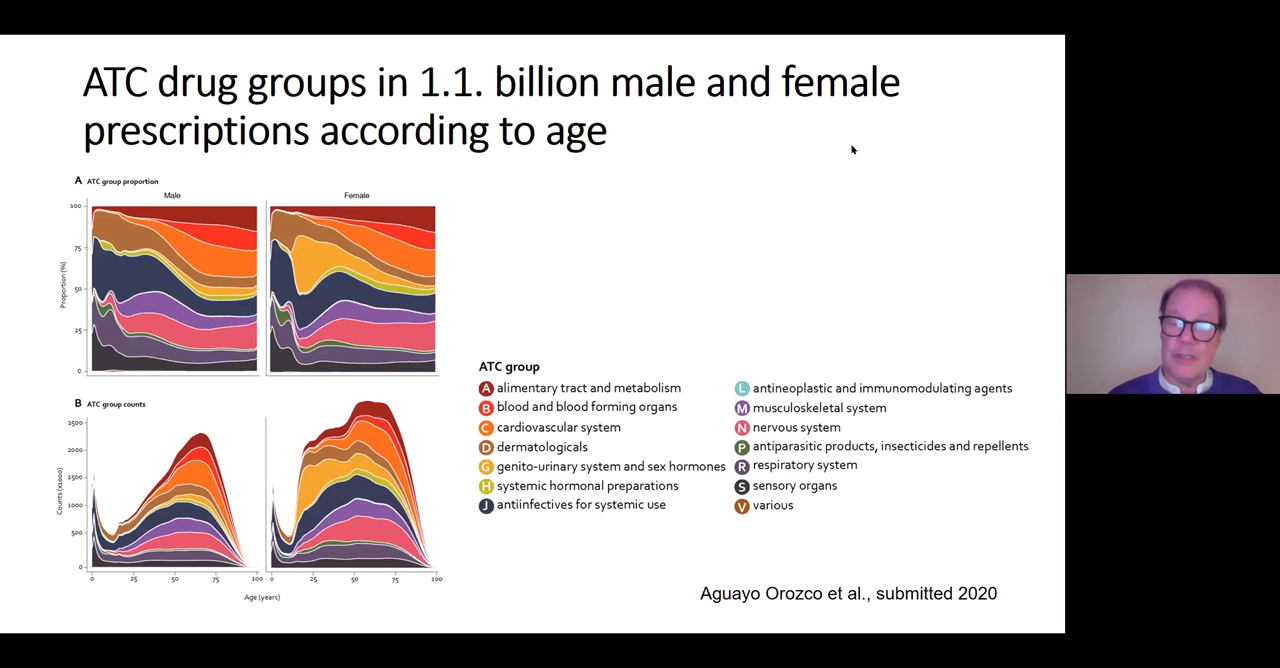 ATC drug groups in 1.1. billion male and female
prescriptions according to age
A ATC group proportion
Male
Female
100
75
50
25
0
Proportion (%)
B ATC group counts
2500
2000
1500
1000
500
0
Counts (x1000)
0 25 50 75 100
0 25 50 75 100
Age (years)
ATC group
A alimentary tract and metabolism
B blood and blood forming organs
C cardiovascular system
D dermatologicals
G genito-urinary system and sex hormones
H systemic hormonal preparations
J antiinfectives for systemic use
L antineoplastic and immunomodulating agents
M musculoskeletal system
N nervous system
P antiparasitic products, insecticides and repellents
R respiratory system
S sensory organs
V various
Aguayo Orozco et al., submitted 2020